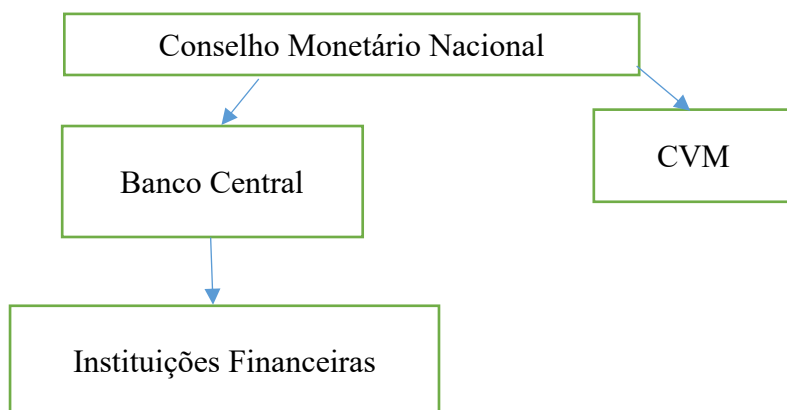 Conselho Monetário Nacional
CVM
Banco Central
Instituições Financeiras